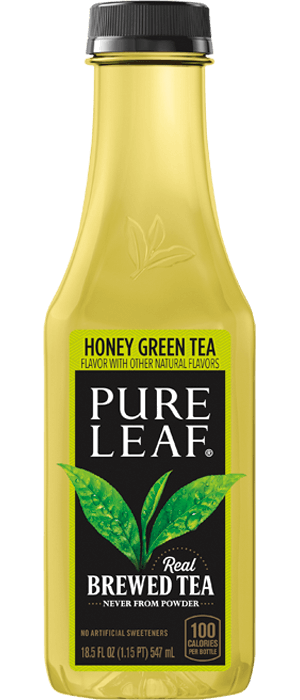 HONEY GREEN TEA
FLAVOR WITH OTHER NATURAL FLAVORS
PURE
LEAF®
Real
BREWED TEA
NEVER FROM POWDER
NO ARTIFICIAL SWEETENERS
18.5 FL OZ (1.15 PT) 547 mL
100
CALORIES
PER BOTTLE